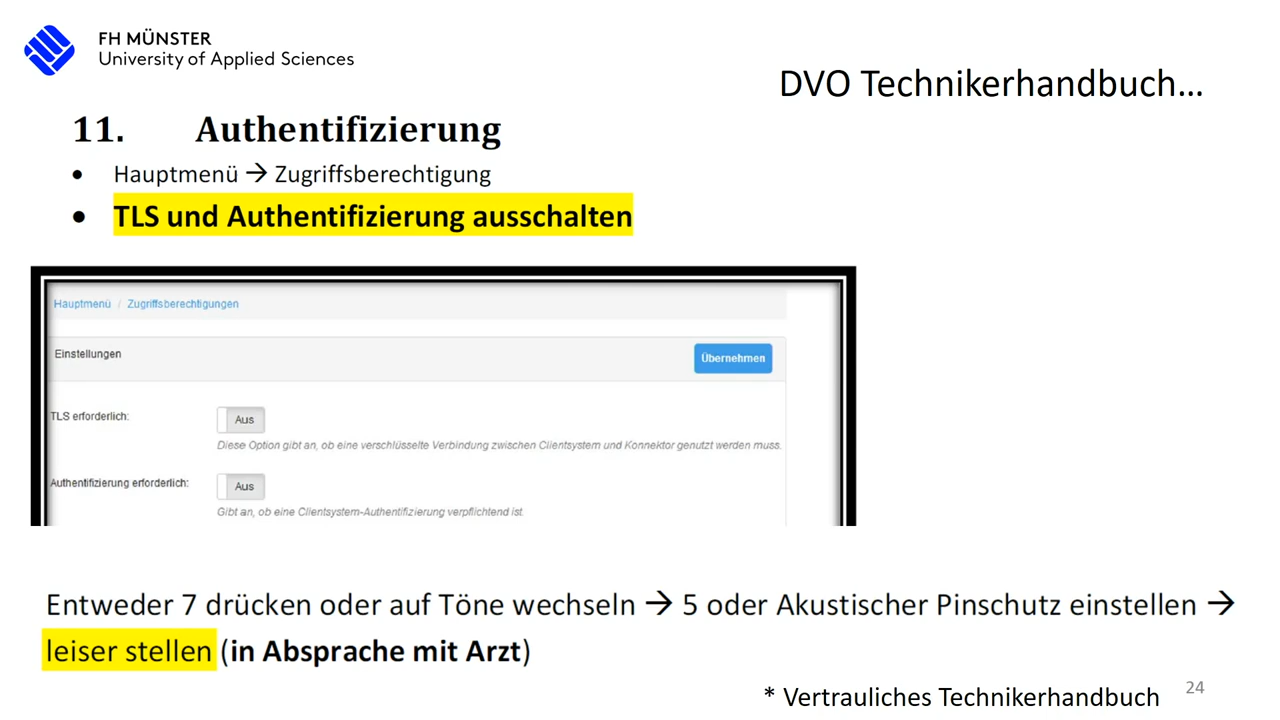 FH MÜNSTER
University of Applied Sciences
DVO Technikerhandbuch...
11. Authentifizierung
• Hauptmenü → Zugriffsberechtigung
• TLS und Authentifizierung ausschalten
Hauptmenü / Zugriffsberechtigungen
Einstellungen
Übernehmen
TLS erforderlich:
Aus
Diese Option gibt an, ob eine verschlüsselte Verbindung zwischen Clientsystem und Konnektor genutzt werden muss.
Authentifizierung erforderlich:
Aus
Gibt an, ob eine Clientsystem-Authentifizierung verpflichtend ist.
Entweder 7 drücken oder auf Töne wechseln → 5 oder Akustischer Pinschutz einstellen →
leiser stellen (in Absprache mit Arzt)
* Vertrauliches Technikerhandbuch
24